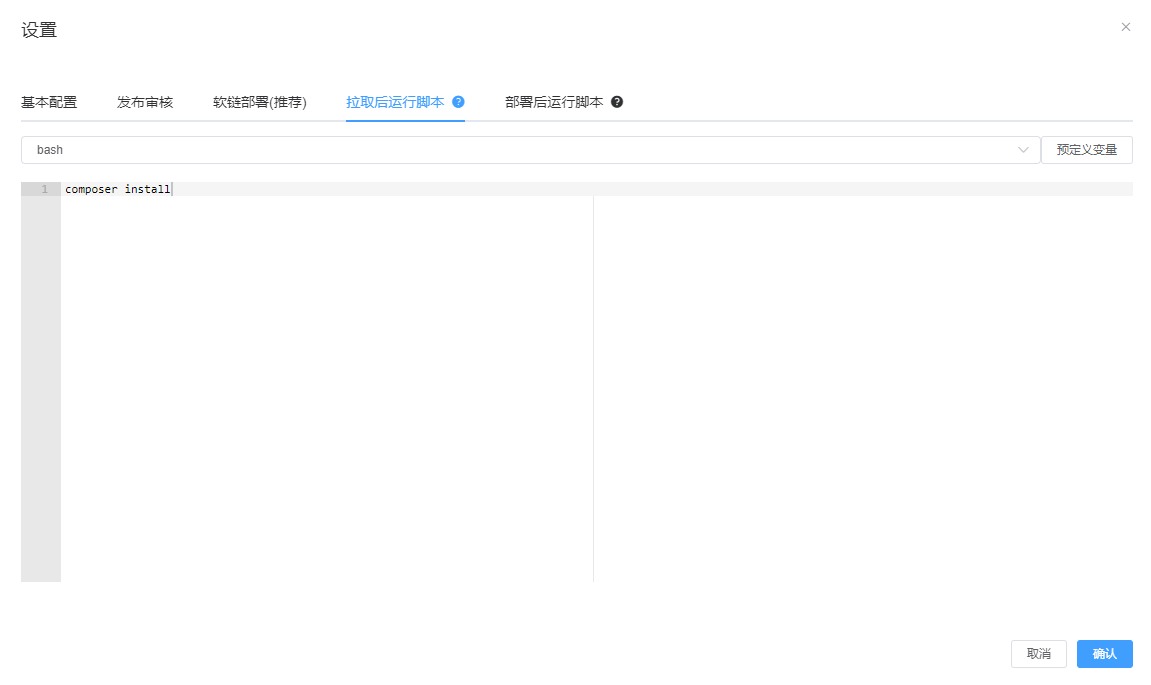 设置
基本配置 发布审核 软链部署(推荐) 拉取后运行脚本 ? 部署后运行脚本 ?
bash 预定义变量
1 composer install
取消 确认